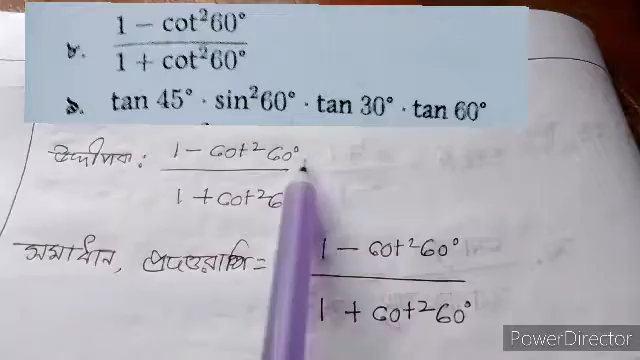 ৮. (1 − cot²60°)/(1 + cot²60°)
৯. tan 45° · sin²60° · tan 30° · tan 60°
উদ্দীপক : (1 − cot²60°)/(1 + cot²6
সমাধান, প্রদত্তরাশি = (1 − cot²60°)/(1 + cot²60°)
PowerDirector